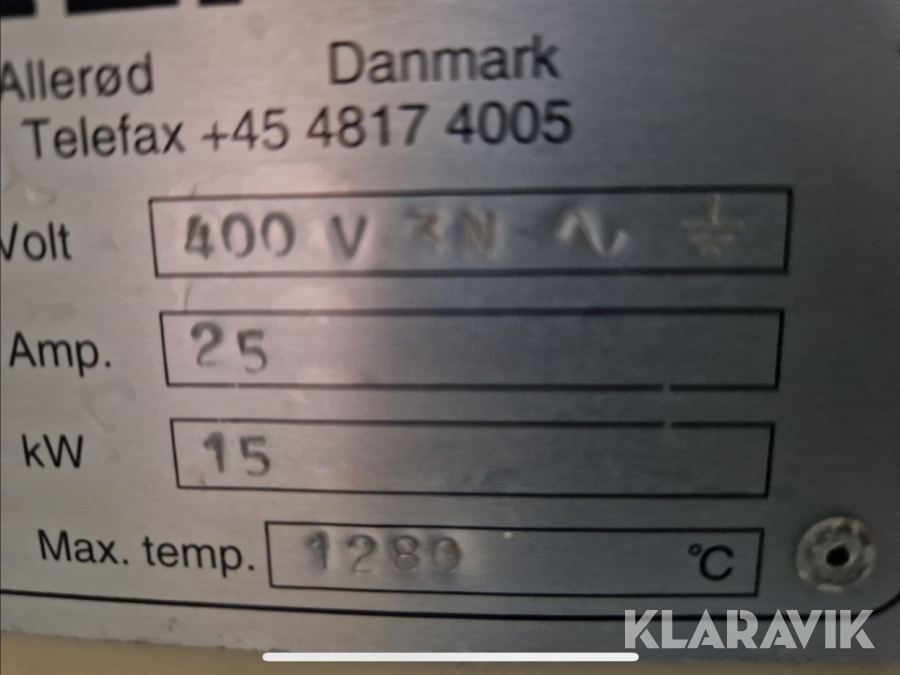 Allerød Danmark
Telefax +45 4817 4005
Volt 400 V 3N ~ ⏚
Amp. 25
kW 15
Max. temp. 1280 °C
KLARAVIK